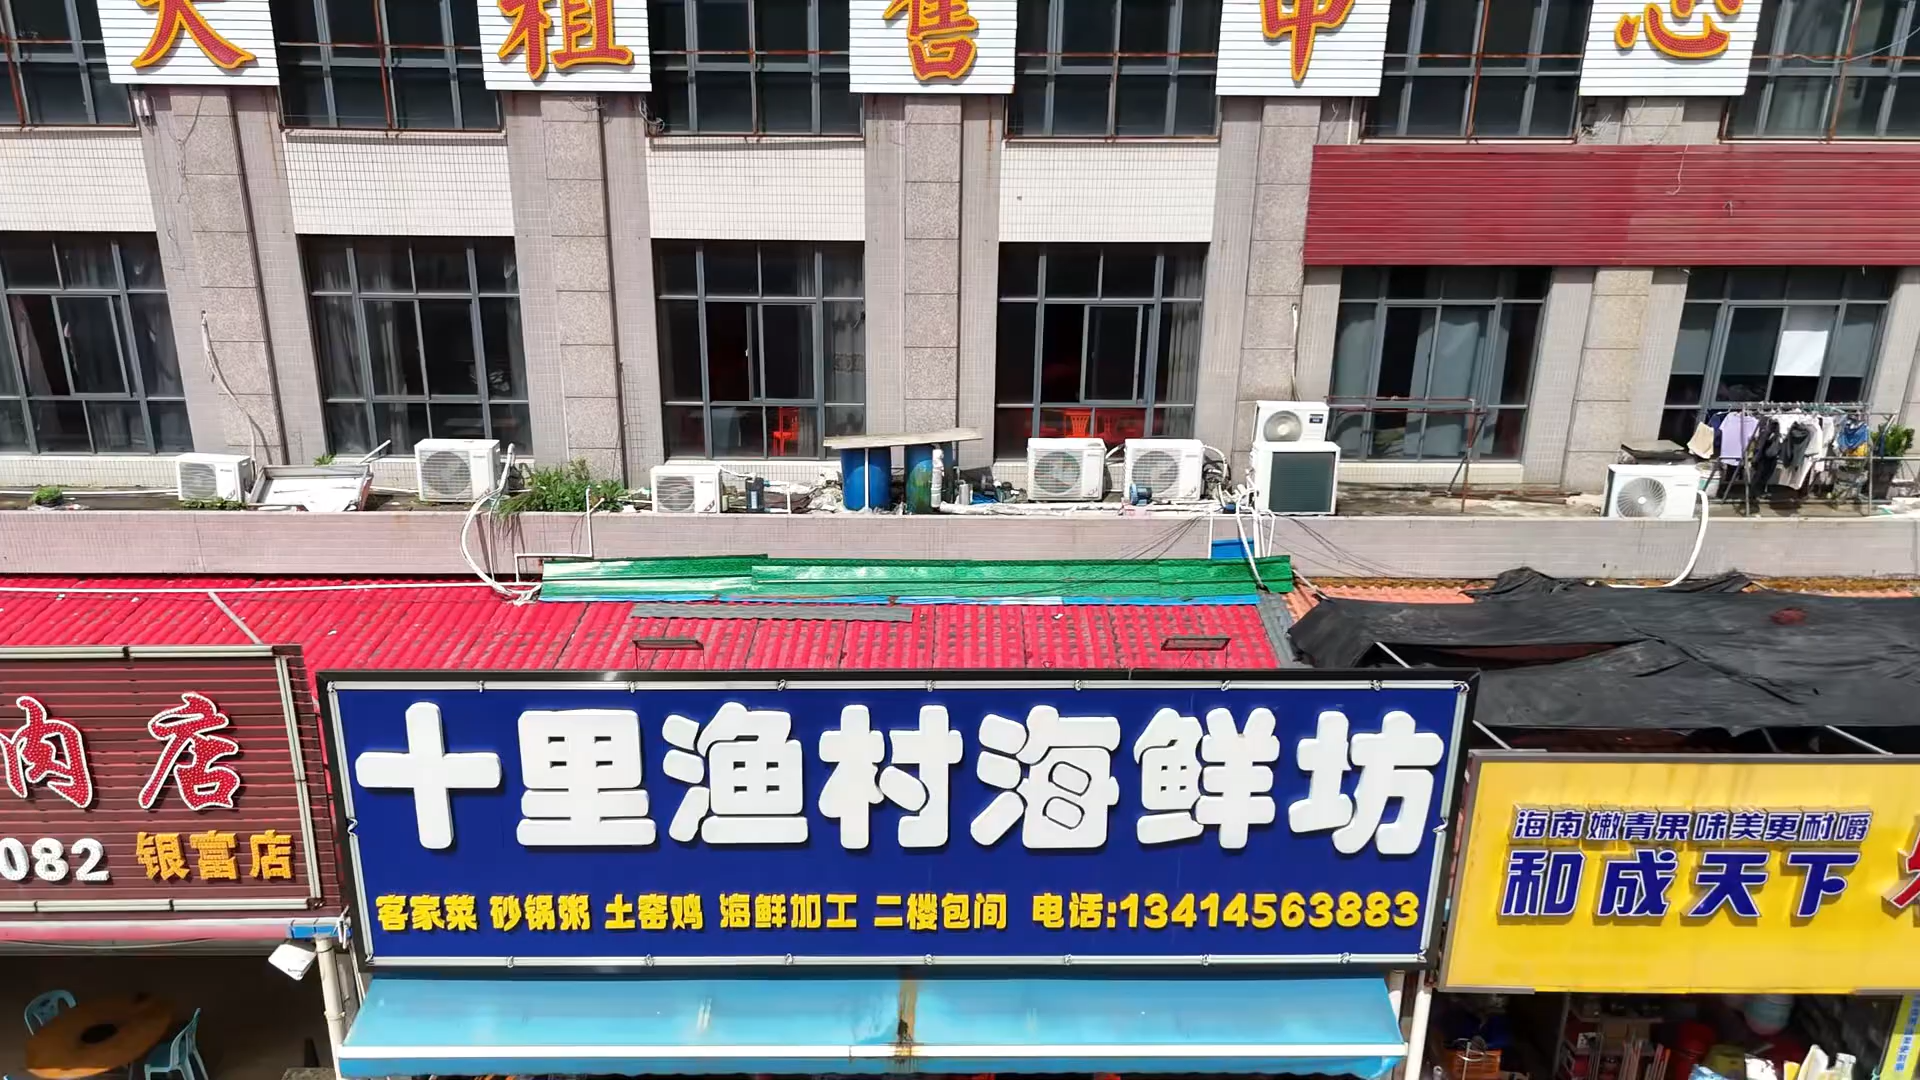 租售中心
肉店
082 银富店
十里渔村海鲜坊
客家菜 砂锅粥 土窑鸡 海鲜加工 二楼包间 电话:13414563883
海南嫩青果味美更耐嚼
和成天下